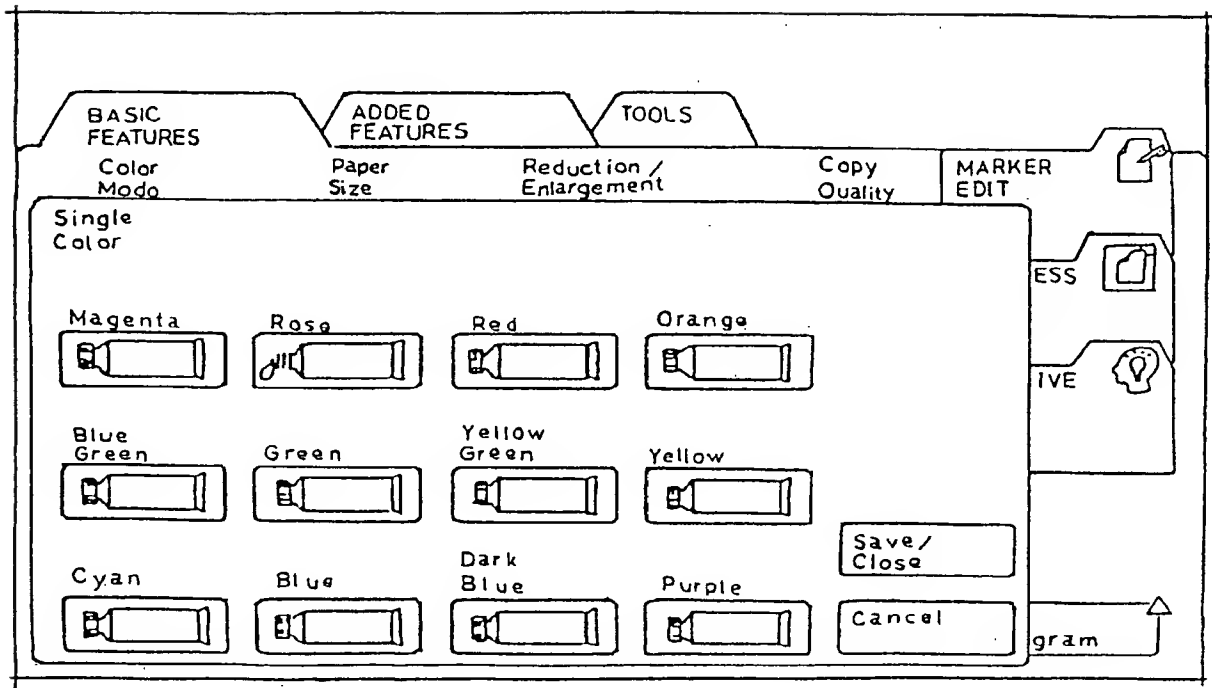 BASIC
FEATURES
ADDED
FEATURES
TOOLS
Color
Modo
Paper
Size
Reduction /
Enlargement
Copy
Quality
MARKER
EDIT
Single
Color
ESS
IVE
Magenta
Rose
Red
Orange
Blue
Green
Green
Yellow
Green
Yellow
Cyan
Blue
Dark
Blue
Purple
Save/
Close
Cancel
gram